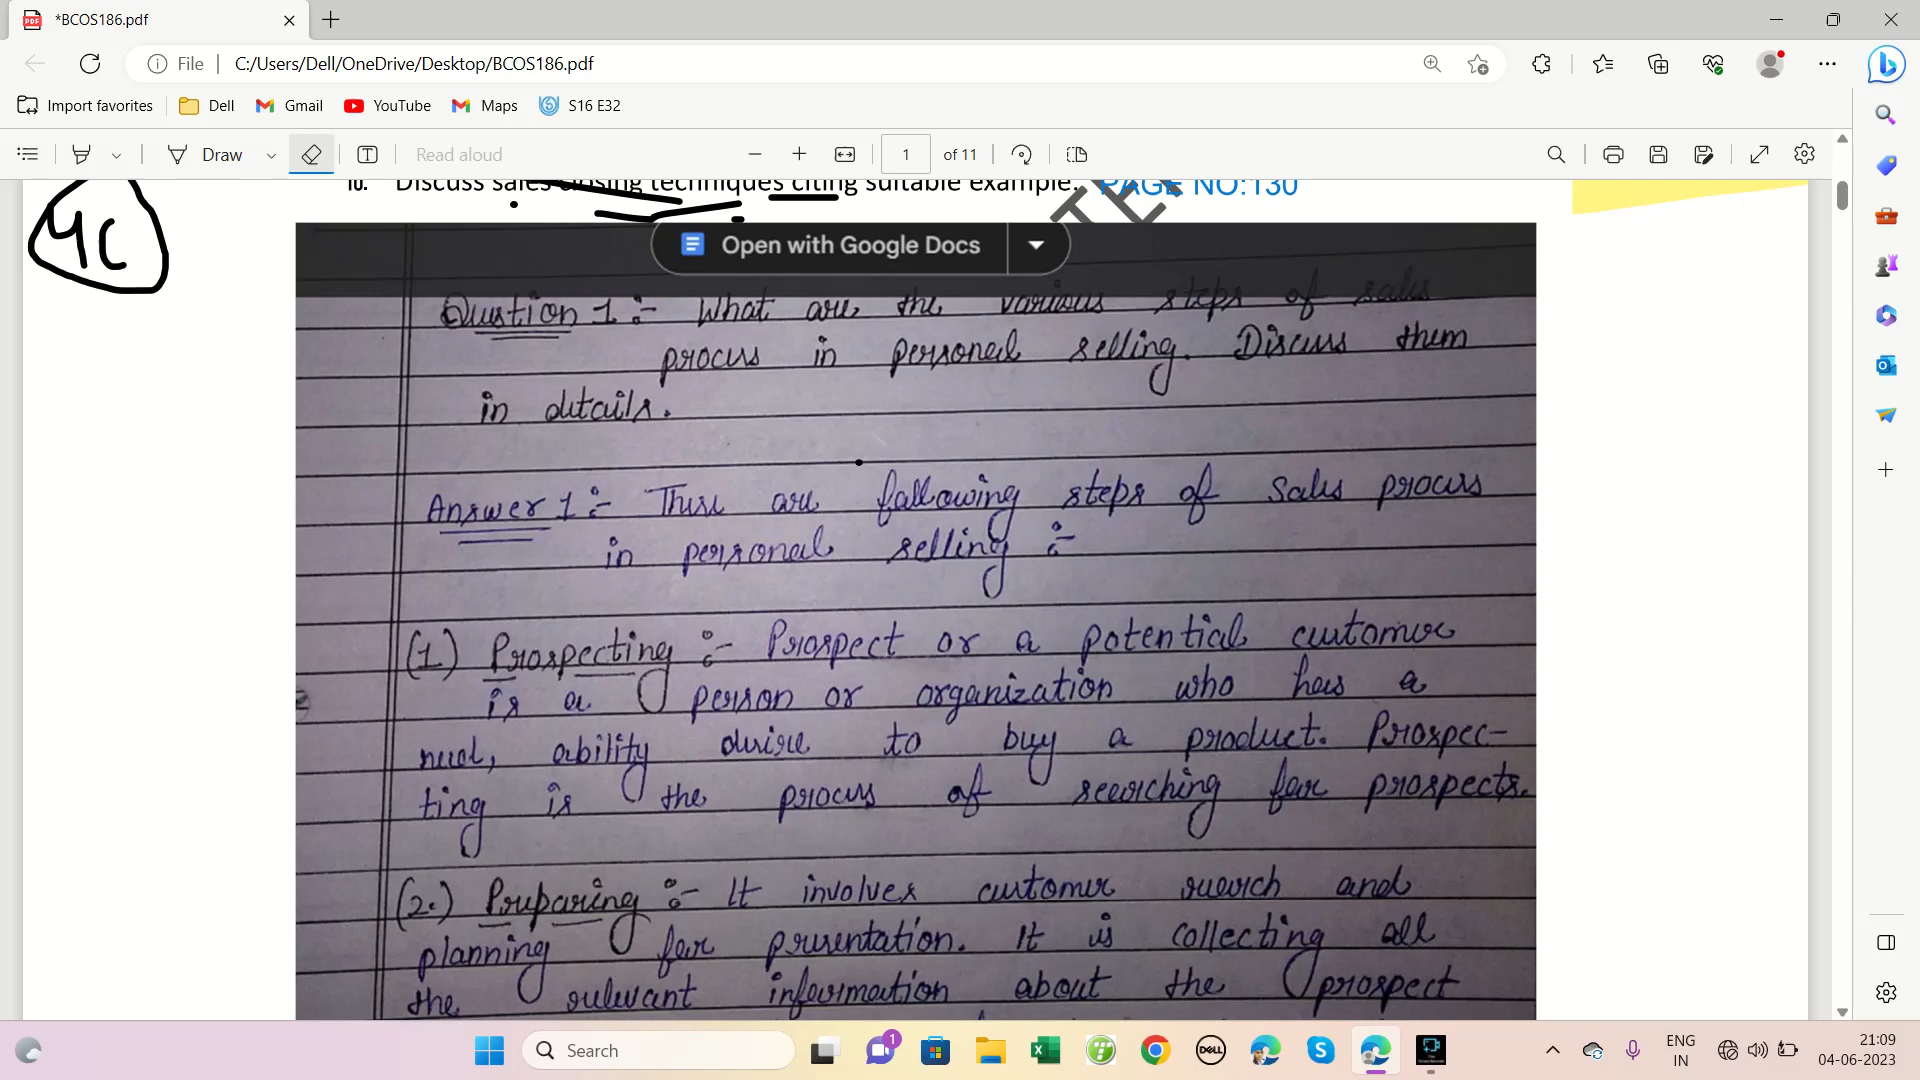 *BCOS186.pdf
File C:/Users/Dell/OneDrive/Desktop/BCOS186.pdf
Import favorites Dell Gmail YouTube Maps S16 E32
Draw Read aloud 1 of 11
10. Discuss sales closing techniques citing suitable example. PAGE NO:130
4C
Open with Google Docs
Question 1 :- What are the various steps of sales
process in personal selling. Discuss them
in details.
Answer 1 :- There are following steps of Sales process
in personal selling :-
(1) Prospecting :- Prospect or a potential customer
is a person or organization who has a
need, ability desire to buy a product. Prospec-
ting is the process of searching for prospects.
(2.) Preparing :- It involves customer reserch and
planning for presentation. It is collecting all
the relevant information about the prospect
Search
1
DELL
ENG
IN
21:09
04-06-2023